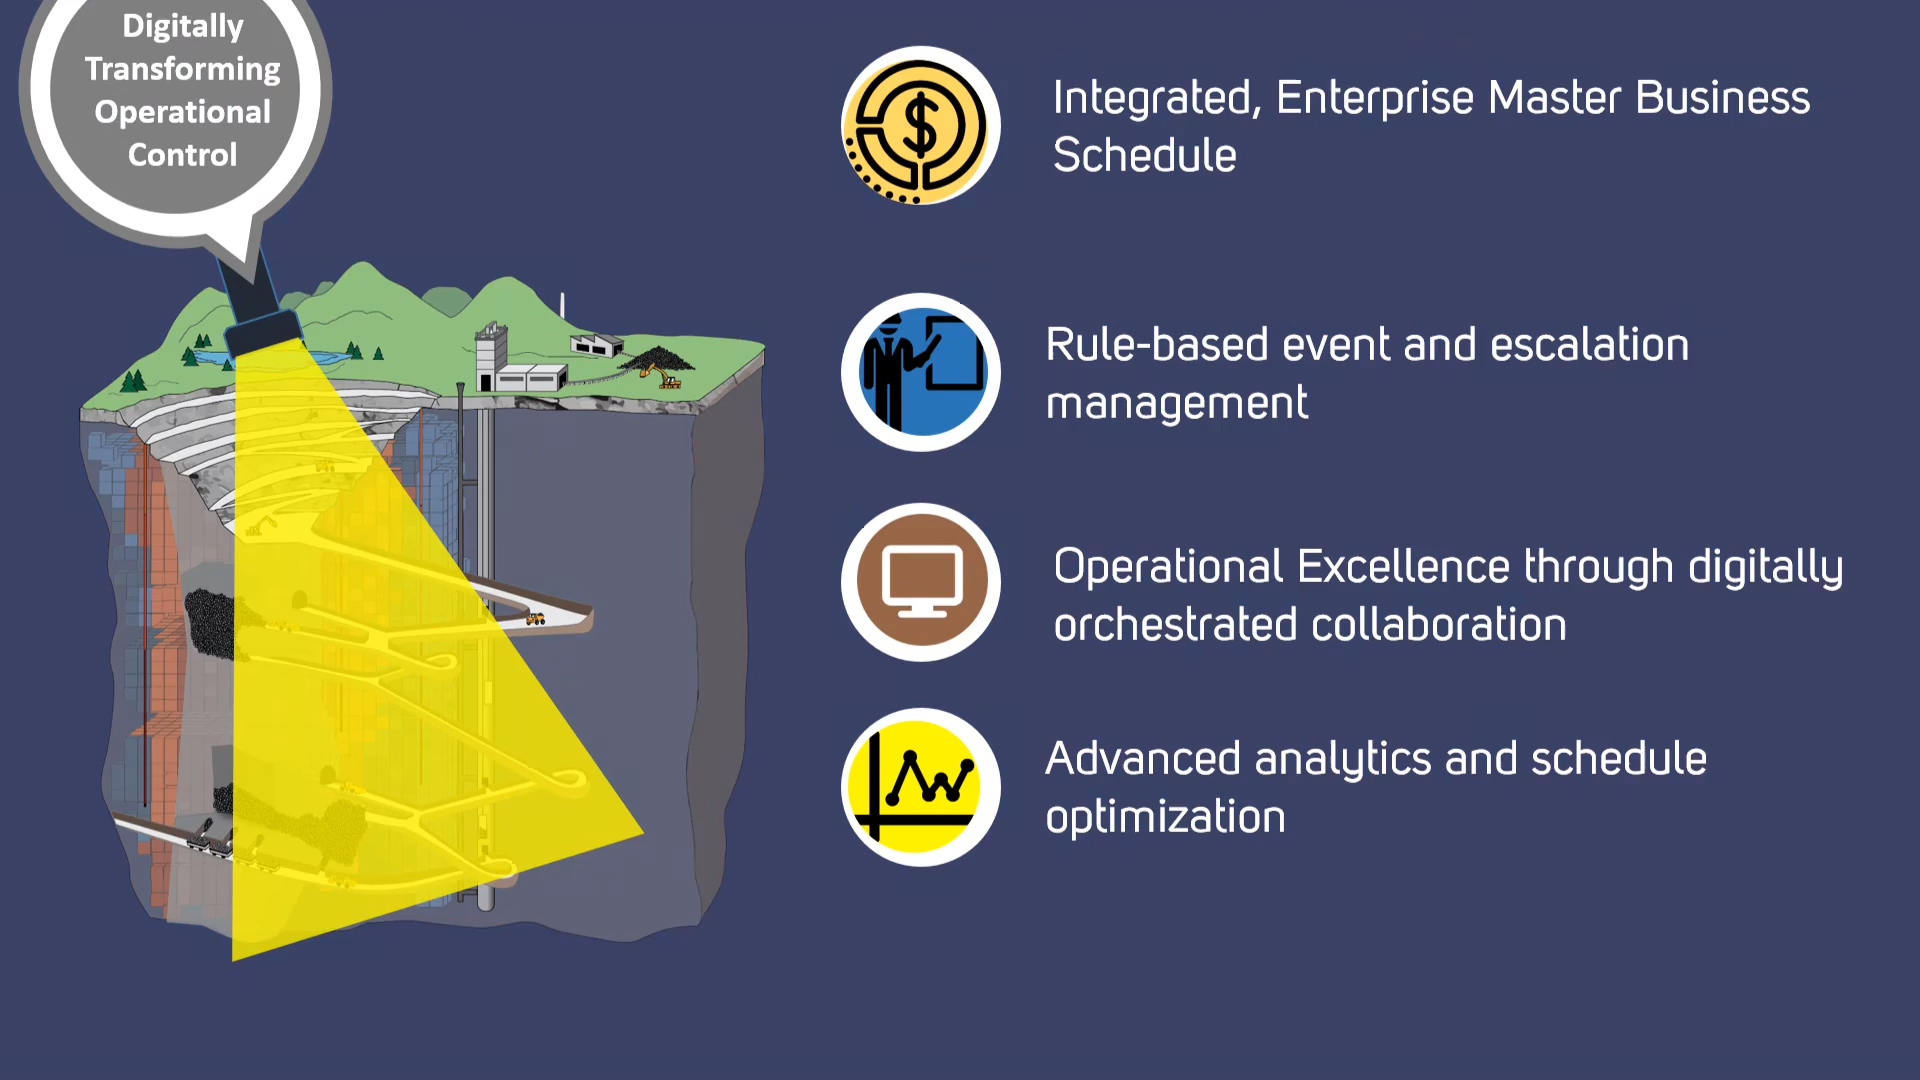 Digitally
Transforming
Operational
Control
Integrated, Enterprise Master Business
Schedule
Rule-based event and escalation
management
Operational Excellence through digitally
orchestrated collaboration
Advanced analytics and schedule
optimization